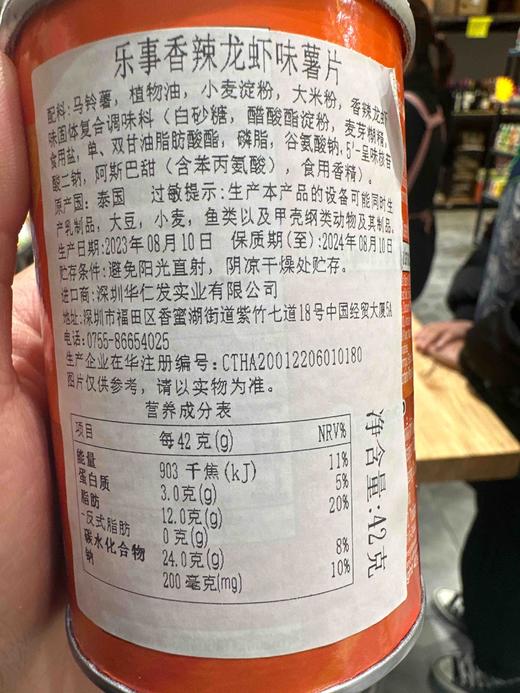 乐事香辣龙虾味薯片
配料:马铃薯,植物油,小麦淀粉,大米粉,香辣龙虾
味固体复合调味料(白砂糖,醋酸酯淀粉,麦芽糊精,
食用盐,单、双甘油脂肪酸酯,磷脂,谷氨酸钠,5'-呈味核苷
酸二钠,阿斯巴甜(含苯丙氨酸),食用香精)。
原产国:泰国 过敏提示:生产本产品的设备可能同时生
产乳制品,大豆,小麦,鱼类以及甲壳纲类动物及其制品。
生产日期:2023年08月10日 保质期(至):2024年08月10日
贮存条件:避免阳光直射,阴凉干燥处贮存。
进口商:深圳华仁发实业有限公司
地址:深圳市福田区香蜜湖街道紫竹七道18号中国经贸大厦5A
电话:0755-86654025
生产企业在华注册编号:CTHA20012206010180
图片仅供参考,请以实物为准。
营养成分表
项目 每42克(g) NRV%
能量 903 千焦(kJ) 11%
蛋白质 3.0克(g) 5%
脂肪 12.0克(g) 20%
-反式脂肪 0克(g)
碳水化合物 24.0克(g) 8%
钠 200 毫克(mg) 10%
净含量:42克